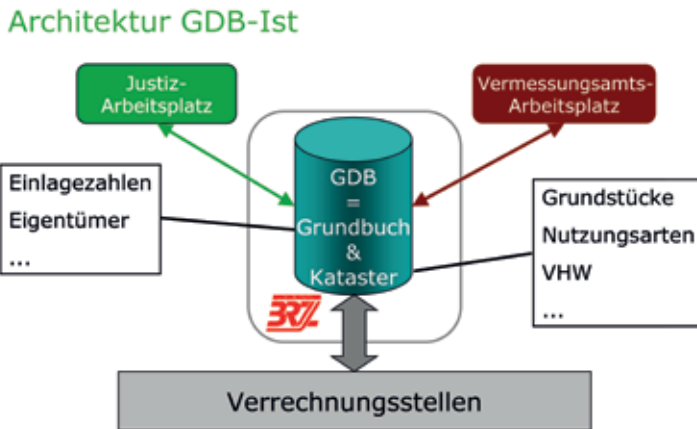 Architektur GDB-Ist
Justiz-
Arbeitsplatz
Vermessungsamts-
Arbeitsplatz
Einlagezahlen
Eigentümer
...
GDB
=
Grundbuch
&
Kataster
Grundstücke
Nutzungsarten
VHW
...
BRZ
Verrechnungsstellen